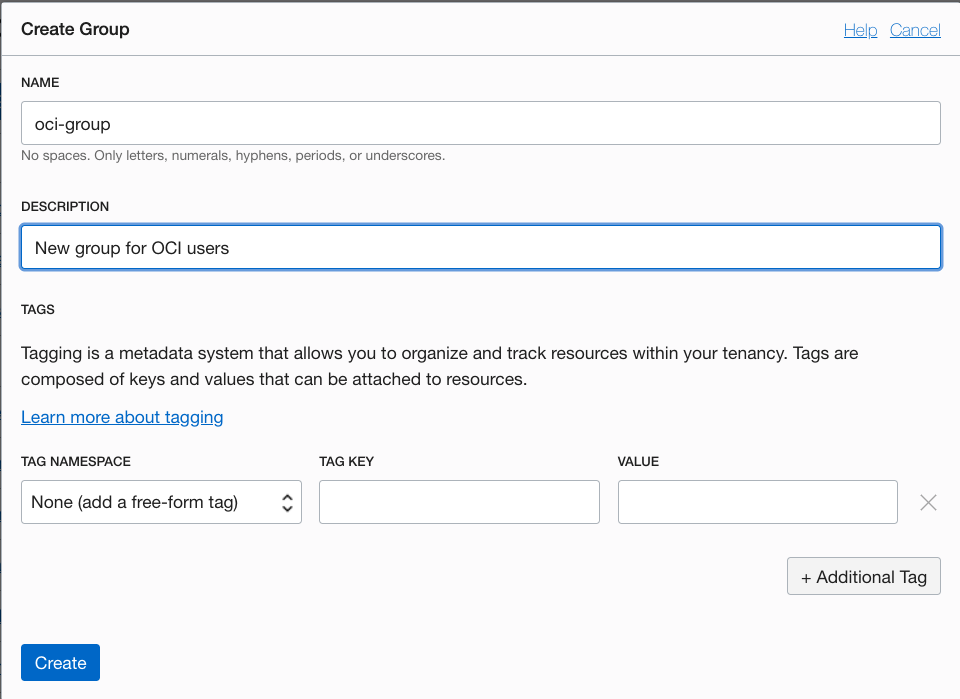 Create Group
Help Cancel
NAME
oci-group
No spaces. Only letters, numerals, hyphens, periods, or underscores.
DESCRIPTION
New group for OCI users
TAGS
Tagging is a metadata system that allows you to organize and track resources within your tenancy. Tags are
composed of keys and values that can be attached to resources.
Learn more about tagging
TAG NAMESPACE TAG KEY VALUE
None (add a free-form tag)
+ Additional Tag
Create